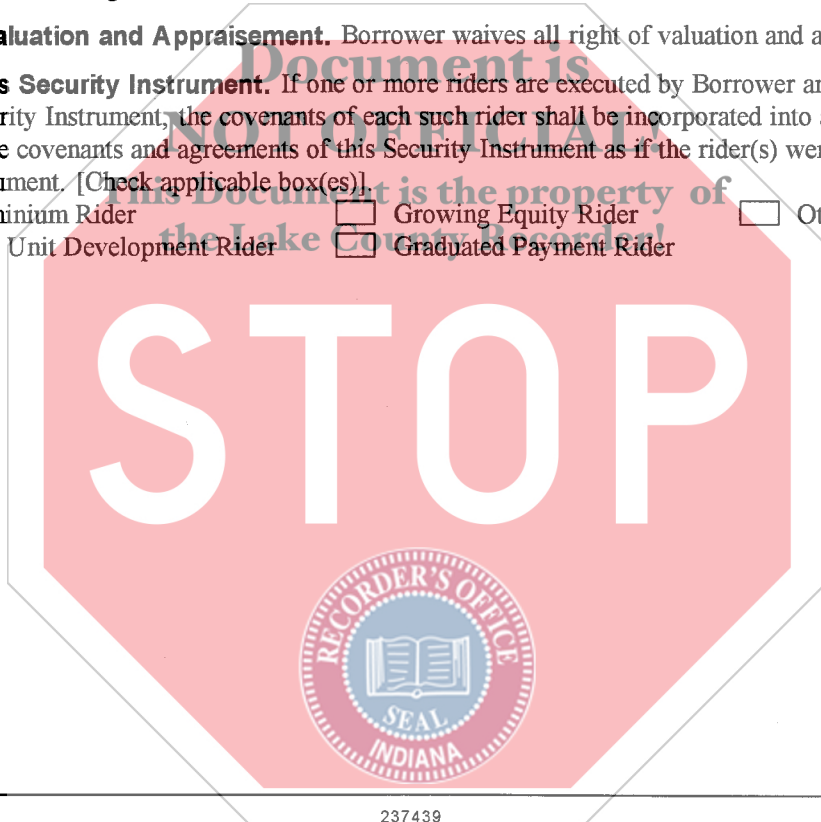 aluation and Appraisement. Borrower waives all right of valuation and a
Document is
s Security Instrument. If one or more riders are executed by Borrower a
rity Instrument, the covenants of each such rider shall be incorporated into
NOT OFFICIAL!
e covenants and agreements of this Security Instrument as if the rider(s) wer
ument. [Check applicable box(es)].
This Document is the property of
inium Rider Growing Equity Rider Ot
the Lake County Recorder!
Unit Development Rider Graduated Payment Rider
STOP
RECORDER'S OFFICE
SEAL
INDIANA
237439